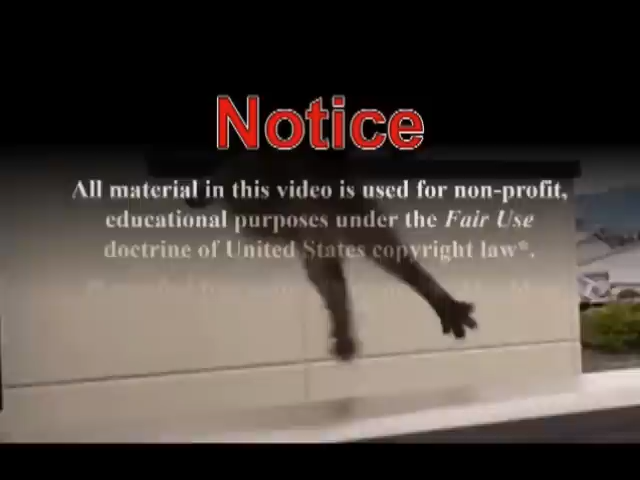 Notice
All material in this video is used for non-profit,
educational purposes under the Fair Use
doctrine of United States copyright law*.